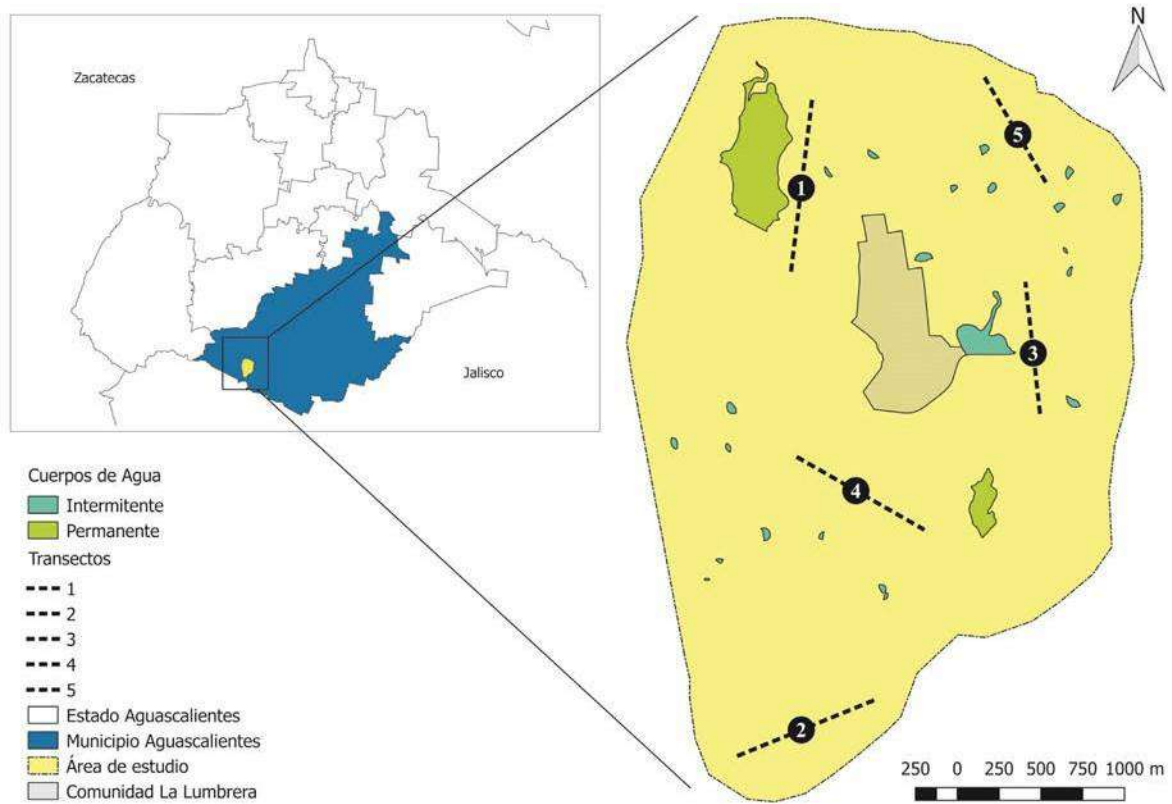 Zacatecas
Jalisco
Cuerpos de Agua
Intermitente
Permanente
Transectos
1
2
3
4
5
Estado Aguascalientes
Municipio Aguascalientes
Área de estudio
Comunidad La Lumbrera
N
5
1
3
4
2
250 0 250 500 750 1000 m